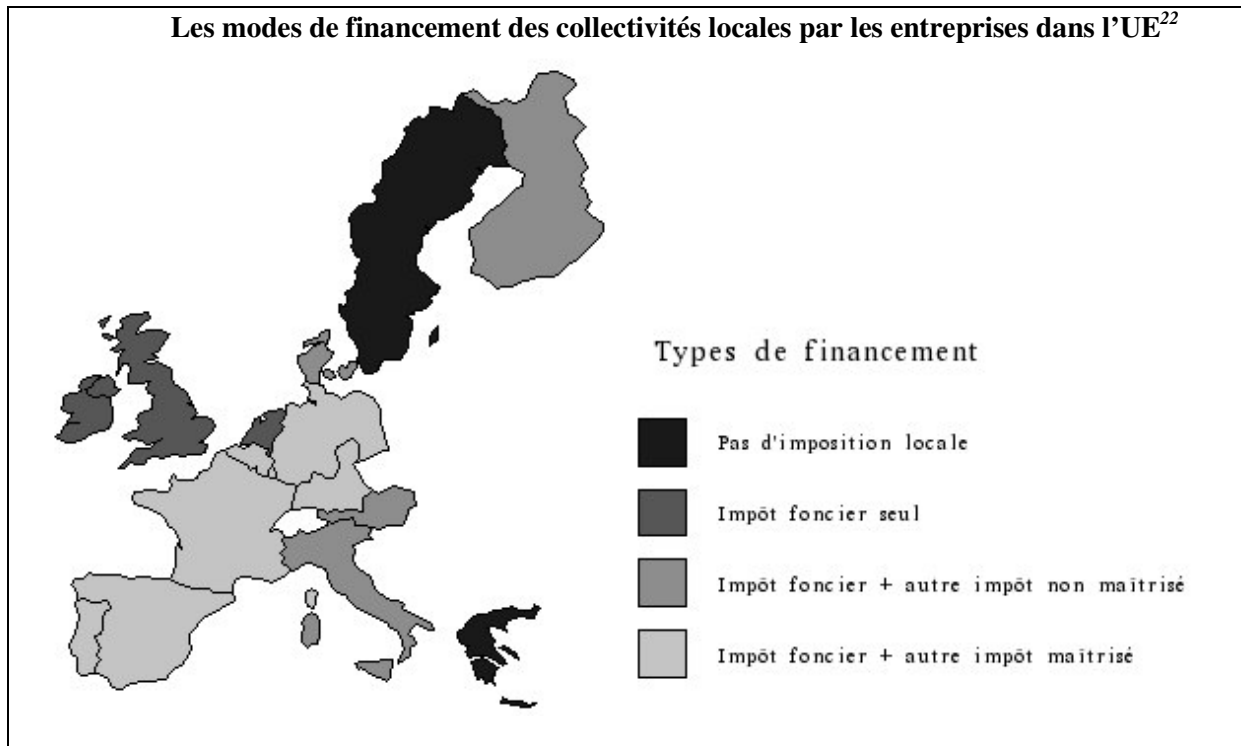 Les modes de financement des collectivités locales par les entreprises dans l'UE22
Types de financement
Pas d'imposition locale
Impôt foncier seul
Impôt foncier + autre impôt non maîtrisé
Impôt foncier + autre impôt maîtrisé